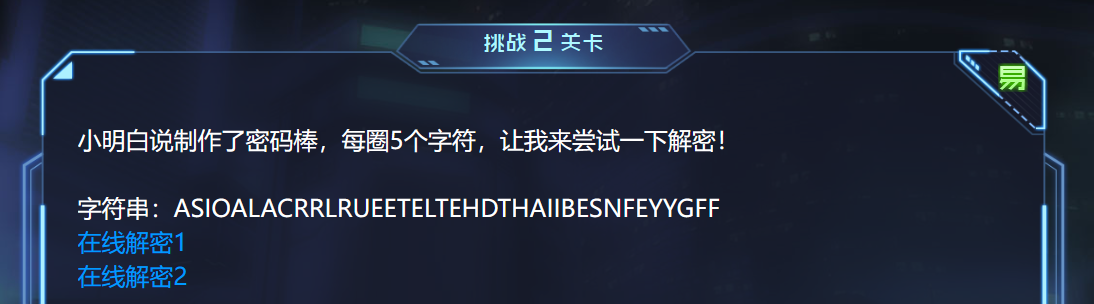 挑战 2 关卡
易
小明白说制作了密码棒，每圈5个字符，让我来尝试一下解密！
字符串：ASIOALACRRLRUEETELTEHDTHAIIBESNFEYYGFF
在线解密1
在线解密2